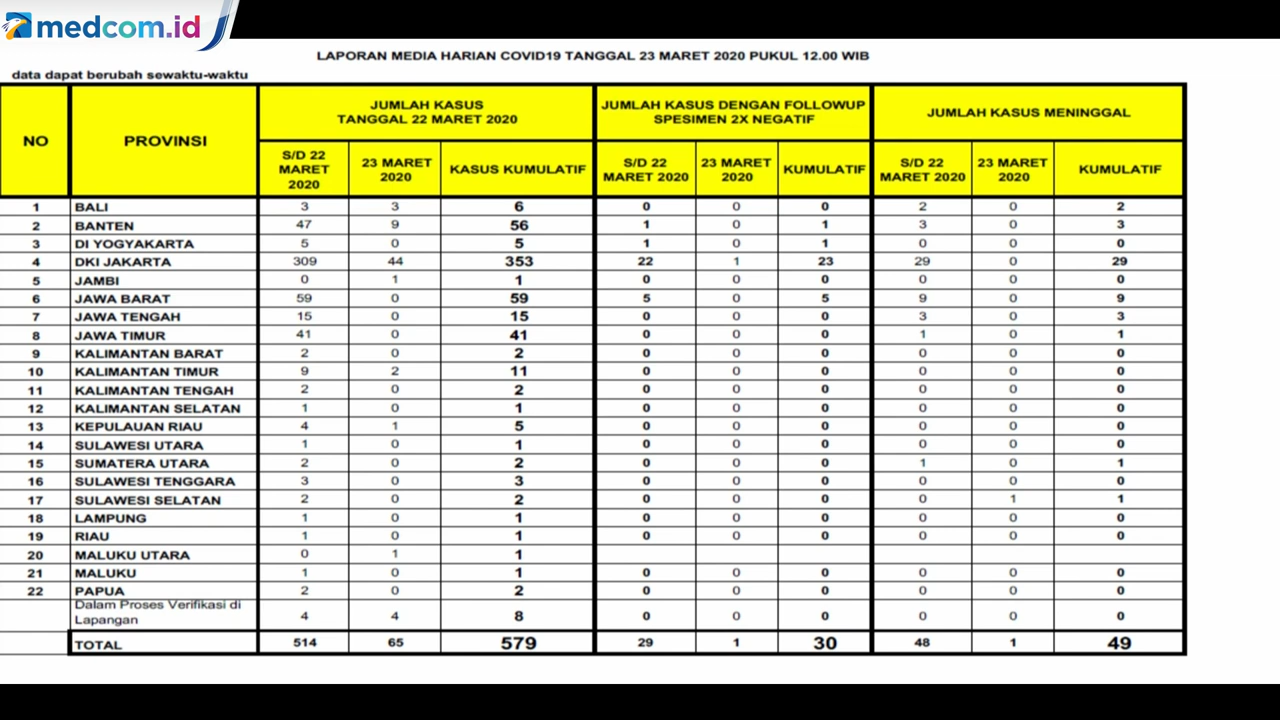 medcom.id
LAPORAN MEDIA HARIAN COVID19 TANGGAL 23 MARET 2020 PUKUL 12.00 WIB
data dapat berubah sewaktu-waktu
NO PROVINSI JUMLAH KASUS TANGGAL 22 MARET 2020 JUMLAH KASUS DENGAN FOLLOWUP SPESIMEN 2X NEGATIF JUMLAH KASUS MENINGGAL
S/D 22 MARET 2020 23 MARET 2020 KASUS KUMULATIF S/D 22 MARET 2020 23 MARET 2020 KUMULATIF S/D 22 MARET 2020 23 MARET 2020 KUMULATIF
1 BALI 3 3 6 0 0 0 2 0 2
2 BANTEN 47 9 56 1 0 1 3 0 3
3 DI YOGYAKARTA 5 0 5 1 0 1 0 0 0
4 DKI JAKARTA 309 44 353 22 1 23 29 0 29
5 JAMBI 0 1 1 0 0 0 0 0 0
6 JAWA BARAT 59 0 59 5 0 5 9 0 9
7 JAWA TENGAH 15 0 15 0 0 0 3 0 3
8 JAWA TIMUR 41 0 41 0 0 0 1 0 1
9 KALIMANTAN BARAT 2 0 2 0 0 0 0 0 0
10 KALIMANTAN TIMUR 9 2 11 0 0 0 0 0 0
11 KALIMANTAN TENGAH 2 0 2 0 0 0 0 0 0
12 KALIMANTAN SELATAN 1 0 1 0 0 0 0 0 0
13 KEPULAUAN RIAU 4 1 5 0 0 0 0 0 0
14 SULAWESI UTARA 1 0 1 0 0 0 0 0 0
15 SUMATERA UTARA 2 0 2 0 0 0 1 0 1
16 SULAWESI TENGGARA 3 0 3 0 0 0 0 0 0
17 SULAWESI SELATAN 2 0 2 0 0 0 0 1 1
18 LAMPUNG 1 0 1 0 0 0 0 0 0
19 RIAU 1 0 1 0 0 0 0 0 0
20 MALUKU UTARA 0 1 1
21 MALUKU 1 0 1 0 0 0 0 0 0
22 PAPUA 2 0 2 0 0 0 0 0 0
Dalam Proses Verifikasi di Lapangan 4 4 8 0 0 0 0 0 0
TOTAL 514 65 579 29 1 30 48 1 49